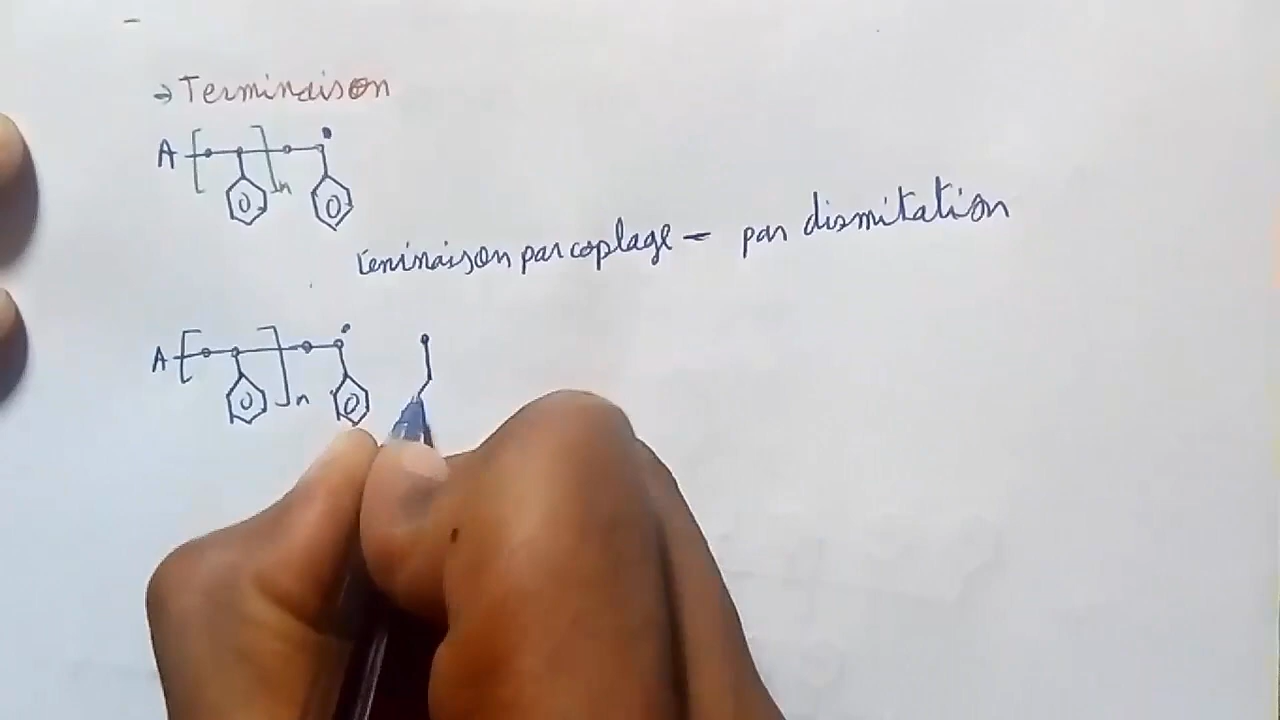 → Terminaison
A [ ] n
terminaison par coplage - par dismitation
A [ ] n